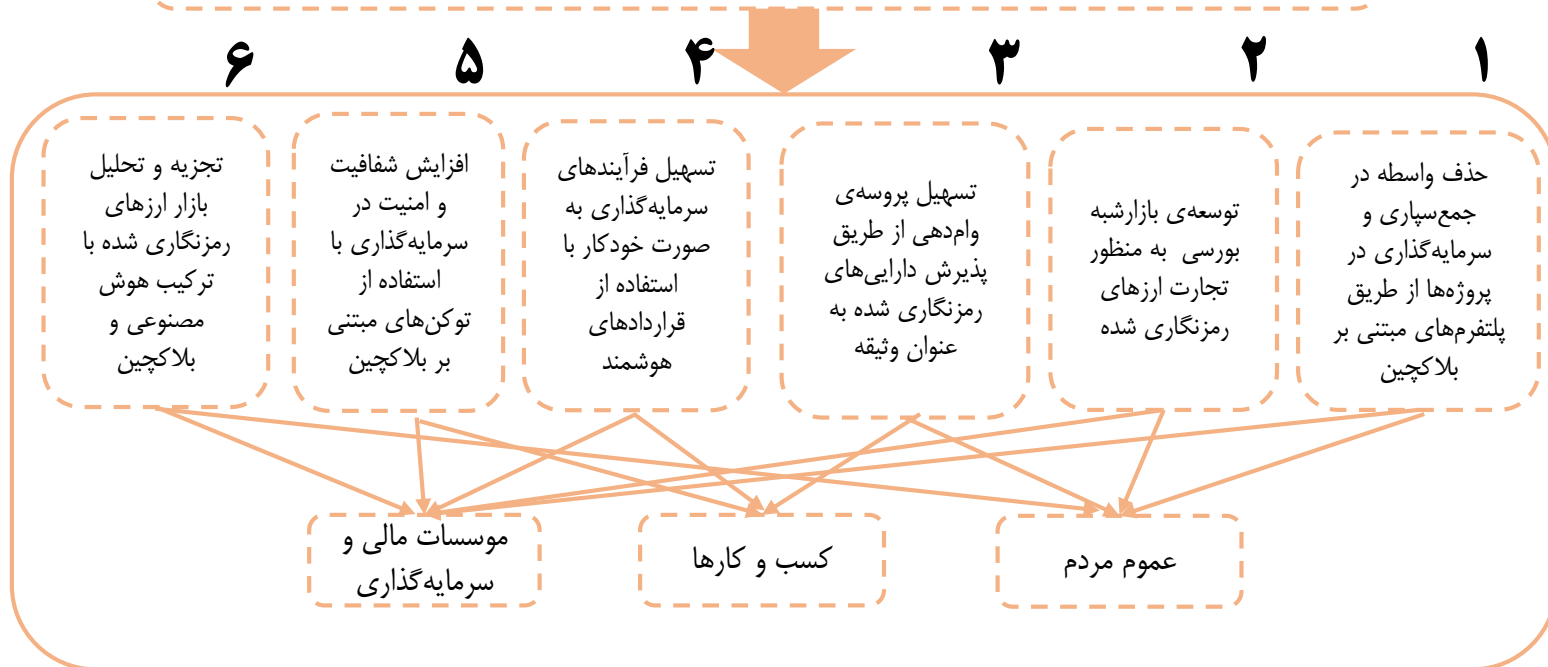 ۱
۲
۳
۴
۵
۶
حذف واسطه در
جمع‌سپاری و
سرمایه‌گذاری در
پروژه‌ها از طریق
پلتفرم‌های مبتنی بر
بلاکچین
توسعه‌ی بازارشبه
بورسی به منظور
تجارت ارزهای
رمزنگاری شده
تسهیل پروسه‌ی
وام‌دهی از طریق
پذیرش دارایی‌های
رمزنگاری شده به
عنوان وثیقه
تسهیل فرآیندهای
سرمایه‌گذاری به
صورت خودکار با
استفاده از
قراردادهای
هوشمند
افزایش شفافیت
و امنیت در
سرمایه‌گذاری با
استفاده از
توکن‌های مبتنی
بر بلاکچین
تجزیه و تحلیل
بازار ارزهای
رمزنگاری شده با
ترکیب هوش
مصنوعی و
بلاکچین
عموم مردم
کسب و کارها
موسسات مالی و
سرمایه‌گذاری